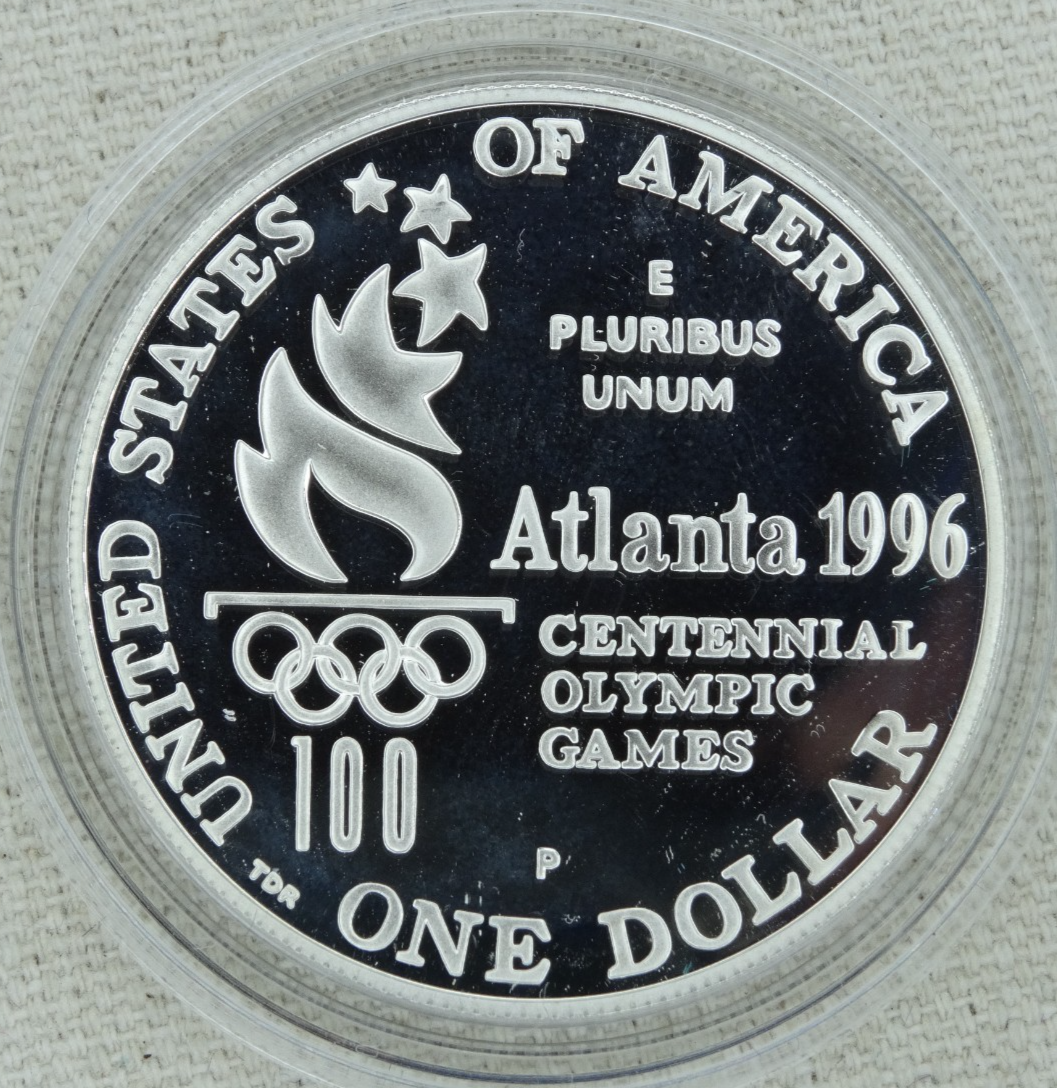 UNITED STATES OF AMERICA
E
PLURIBUS
UNUM
Atlanta 1996
CENTENNIAL
OLYMPIC
GAMES
100
P
TDR
ONE DOLLAR